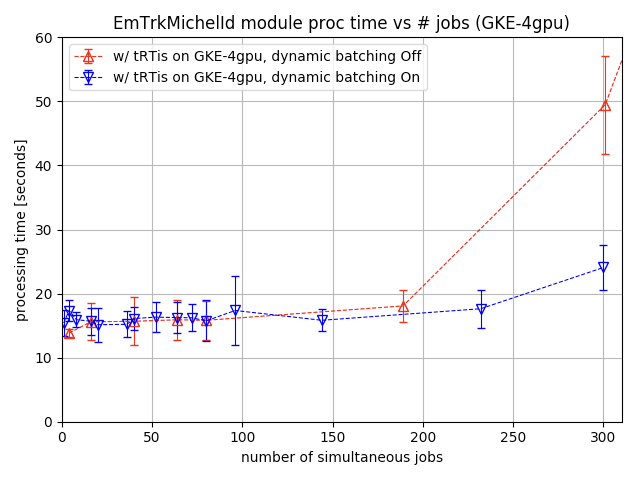 EmTrkMichelId module proc time vs # jobs (GKE-4gpu)
w/ tRTis on GKE-4gpu, dynamic batching Off
w/ tRTis on GKE-4gpu, dynamic batching On
processing time [seconds]
60
50
40
30
20
10
0
0 50 100 150 200 250 300
number of simultaneous jobs